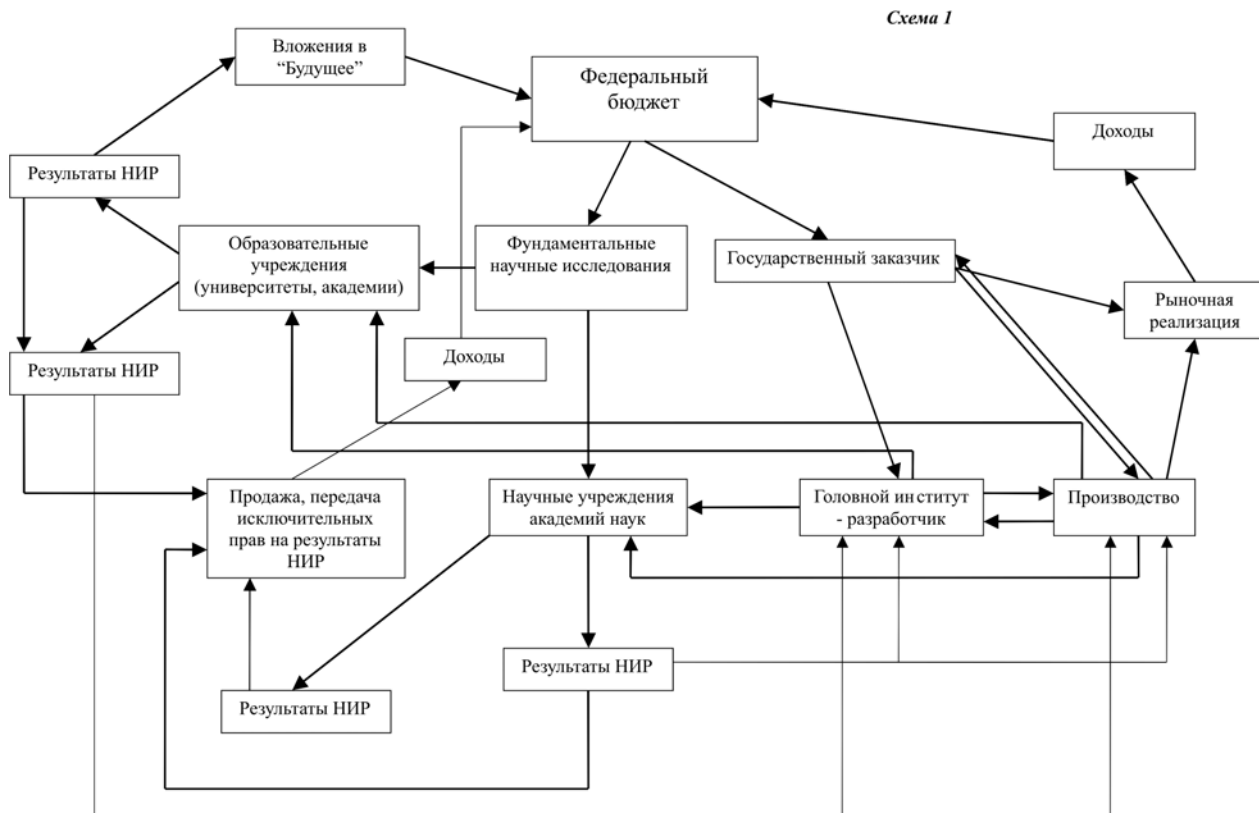 Схема 1
Вложения в
“Будущее”
Федеральный
бюджет
Доходы
Результаты НИР
Образовательные
учреждения
(университеты, академии)
Фундаментальные
научные исследования
Государственный заказчик
Рыночная
реализация
Результаты НИР
Доходы
Продажа, передача
исключительных
прав на результаты
НИР
Научные учреждения
академий наук
Головной институт
- разработчик
Производство
Результаты НИР
Результаты НИР